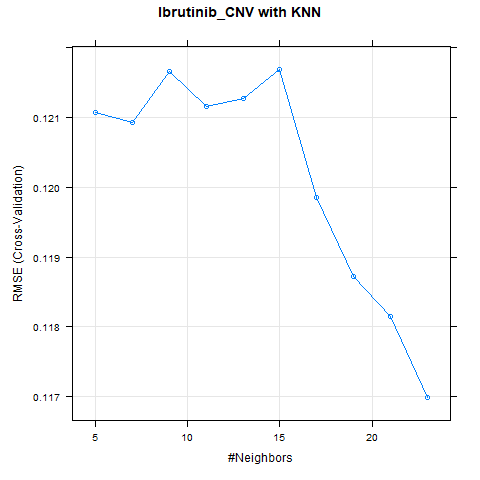 Ibrutinib_CNV with KNN
RMSE (Cross-Validation)
0.121
0.120
0.119
0.118
0.117
5 10 15 20
#Neighbors